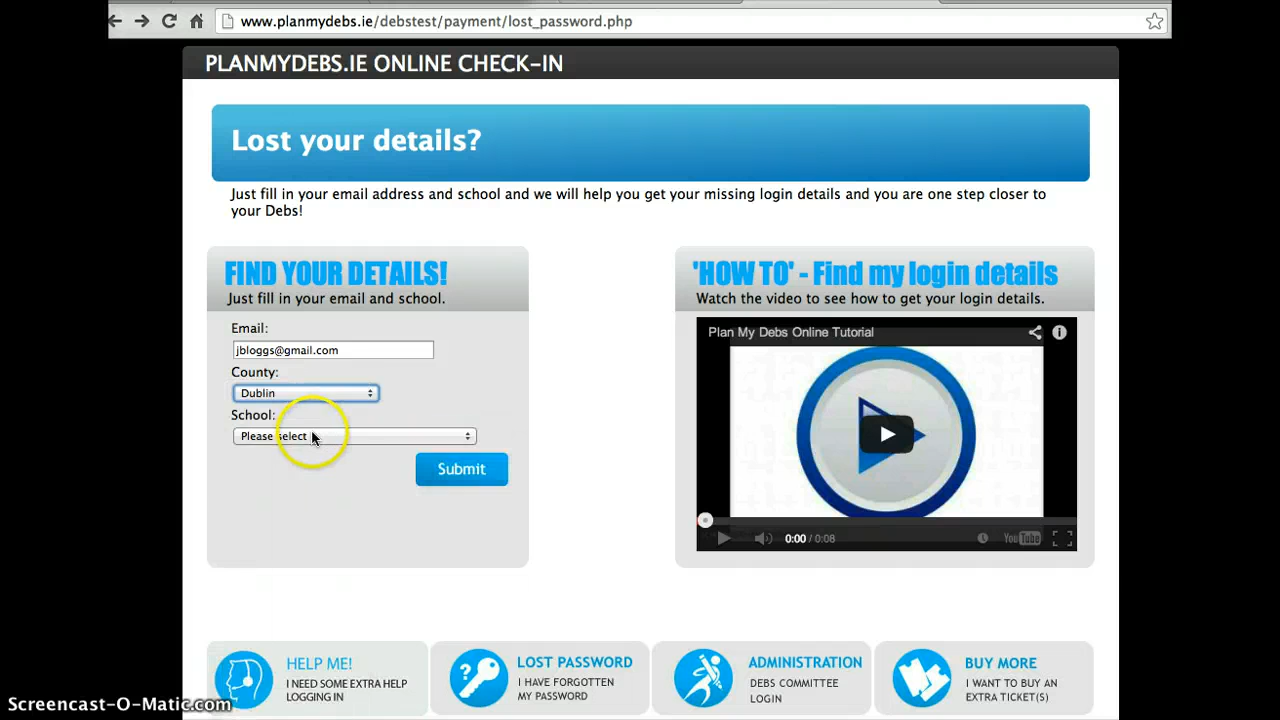 www.planmydebs.ie/debstest/payment/lost_password.php
PLANMYDEBS.IE ONLINE CHECK-IN
Lost your details?
Just fill in your email address and school and we will help you get your missing login details and you are one step closer to
your Debs!
FIND YOUR DETAILS!
Just fill in your email and school.
Email:
jbloggs@gmail.com
County:
Dublin
School:
Please select
Submit
'HOW TO' - Find my login details
Watch the video to see how to get your login details.
Plan My Debs Online Tutorial
0:00 / 0:08
YouTube
HELP ME!
I NEED SOME EXTRA HELP
LOGGING IN
LOST PASSWORD
I HAVE FORGOTTEN
MY PASSWORD
ADMINISTRATION
DEBS COMMITTEE
LOGIN
BUY MORE
I WANT TO BUY AN
EXTRA TICKET(S)
Screencast-O-Matic.com